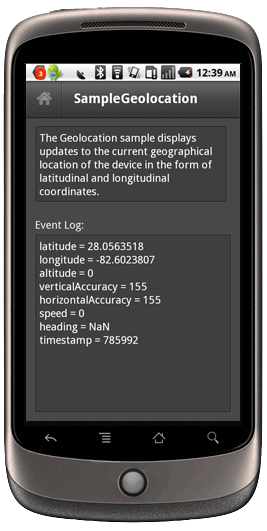 3
12:39 AM
SampleGeolocation
The Geolocation sample displays
updates to the current geographical
location of the device in the form of
latitudinal and longitudinal
coordinates.
Event Log:
latitude = 28.0563518
longitude = -82.6023807
altitude = 0
verticalAccuracy = 155
horizontalAccuracy = 155
speed = 0
heading = NaN
timestamp = 785992